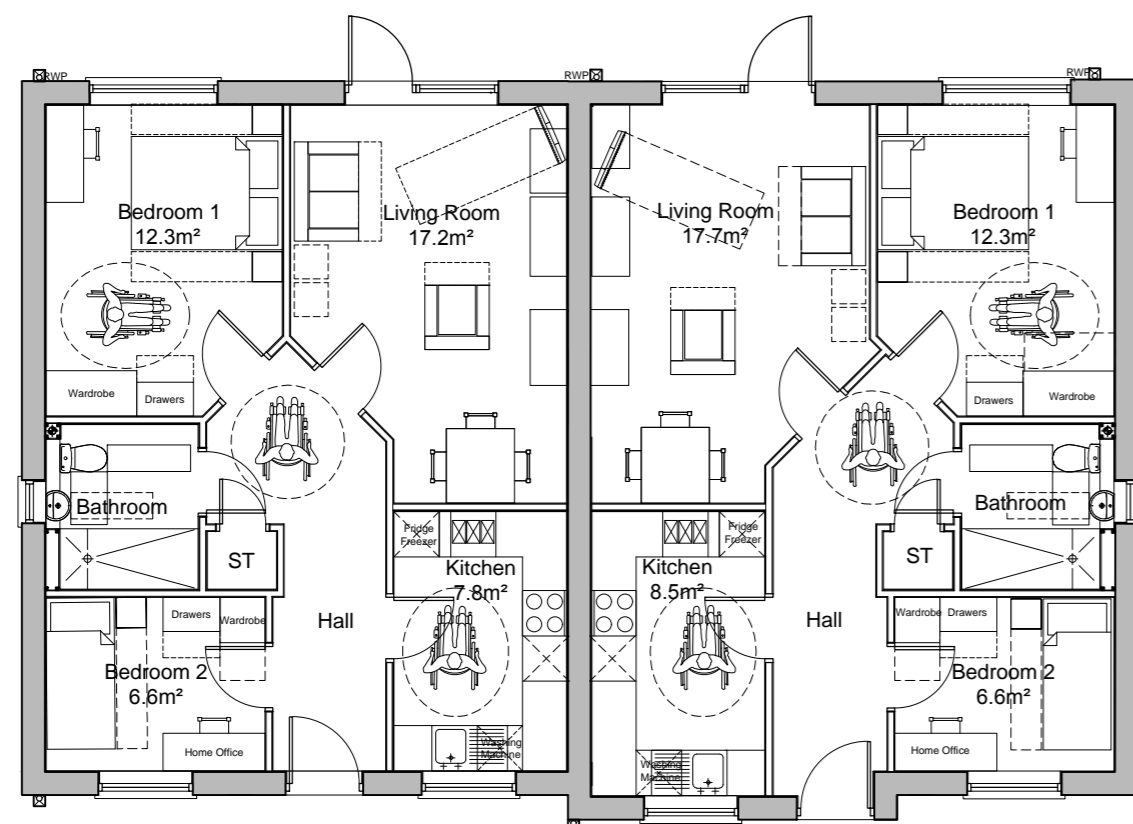 RWP
RWP
RWP
Bedroom 1
12.3m²
Living Room
17.2m²
Living Room
17.7m²
Bedroom 1
12.3m²
Wardrobe
Drawers
Drawers
Wardrobe
Bathroom
Bathroom
ST
ST
Fridge
Freezer
Fridge
Freezer
Kitchen
7.8m²
Kitchen
8.5m²
Drawers
Wardrobe
Hall
Hall
Wardrobe
Drawers
Bedroom 2
6.6m²
Bedroom 2
6.6m²
Home Office
Washing
Machine
Washing
Machine
Home Office